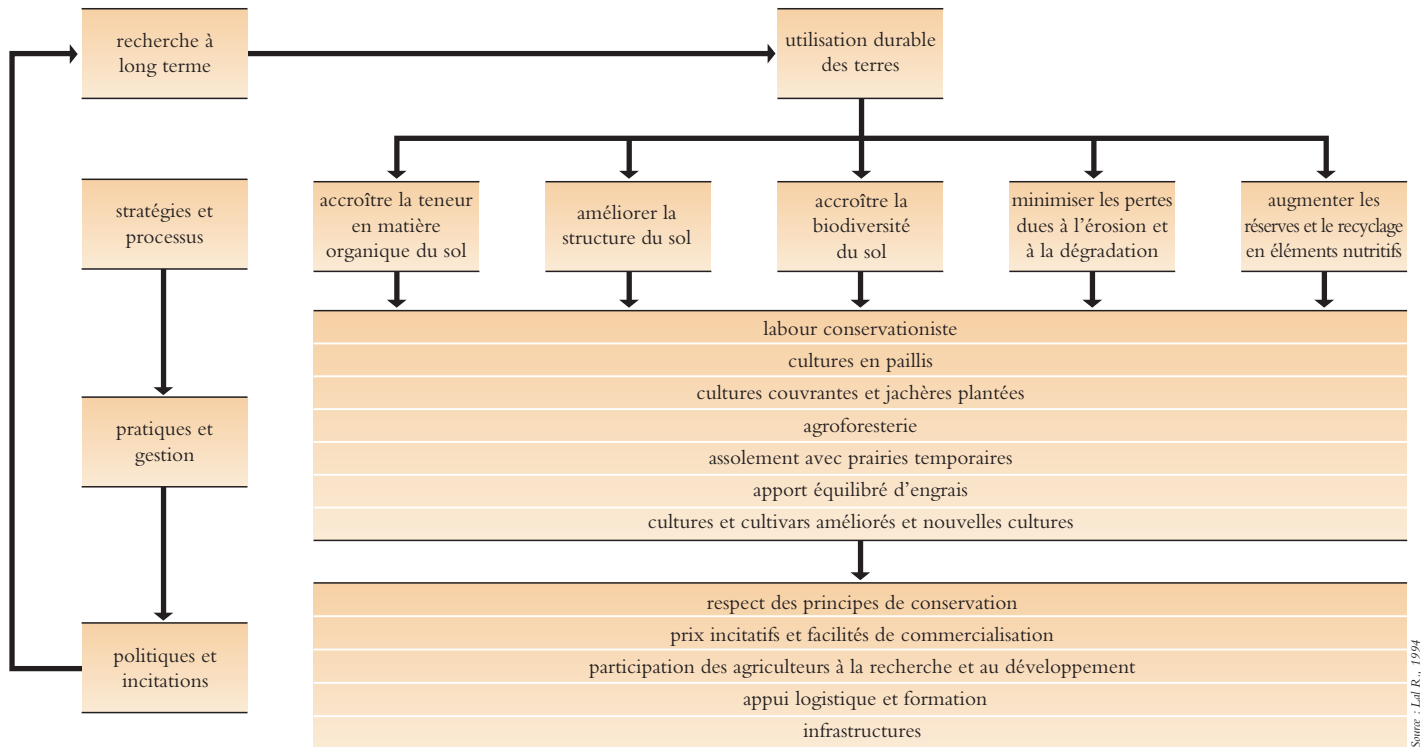 recherche à
long terme
utilisation durable
des terres
stratégies et
processus
accroître la teneur
en matière
organique du sol
améliorer la
structure du sol
accroître la
biodiversité
du sol
minimiser les pertes
dues à l'érosion et
à la dégradation
augmenter les
réserves et le recyclage
en éléments nutritifs
labour conservationiste
cultures en paillis
cultures couvrantes et jachères plantées
agroforesterie
assolement avec prairies temporaires
apport équilibré d'engrais
cultures et cultivars améliorés et nouvelles cultures
pratiques et
gestion
respect des principes de conservation
prix incitatifs et facilités de commercialisation
participation des agriculteurs à la recherche et au développement
appui logistique et formation
infrastructures
politiques et
incitations
Source : Lal R., 1994